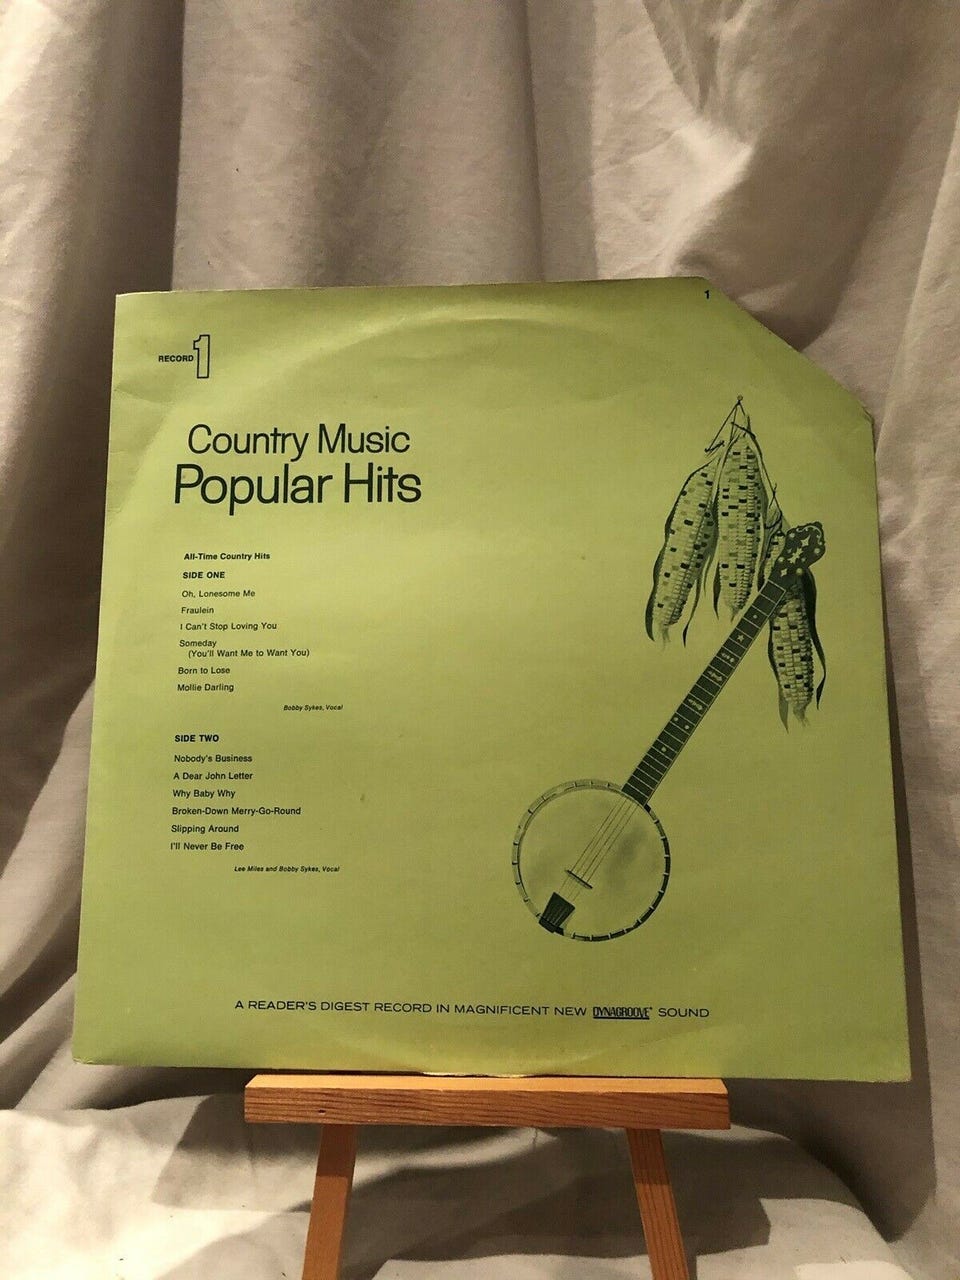 1
RECORD 1
Country Music
Popular Hits
All-Time Country Hits
SIDE ONE
Oh, Lonesome Me
Fraulein
I Can't Stop Loving You
Someday
(You'll Want Me to Want You)
Born to Lose
Mollie Darling
Bobby Sykes, Vocal
SIDE TWO
Nobody's Business
A Dear John Letter
Why Baby Why
Broken-Down Merry-Go-Round
Slipping Around
I'll Never Be Free
Lee Miles and Bobby Sykes, Vocal
A READER'S DIGEST RECORD IN MAGNIFICENT NEW DYNAGROOVE® SOUND